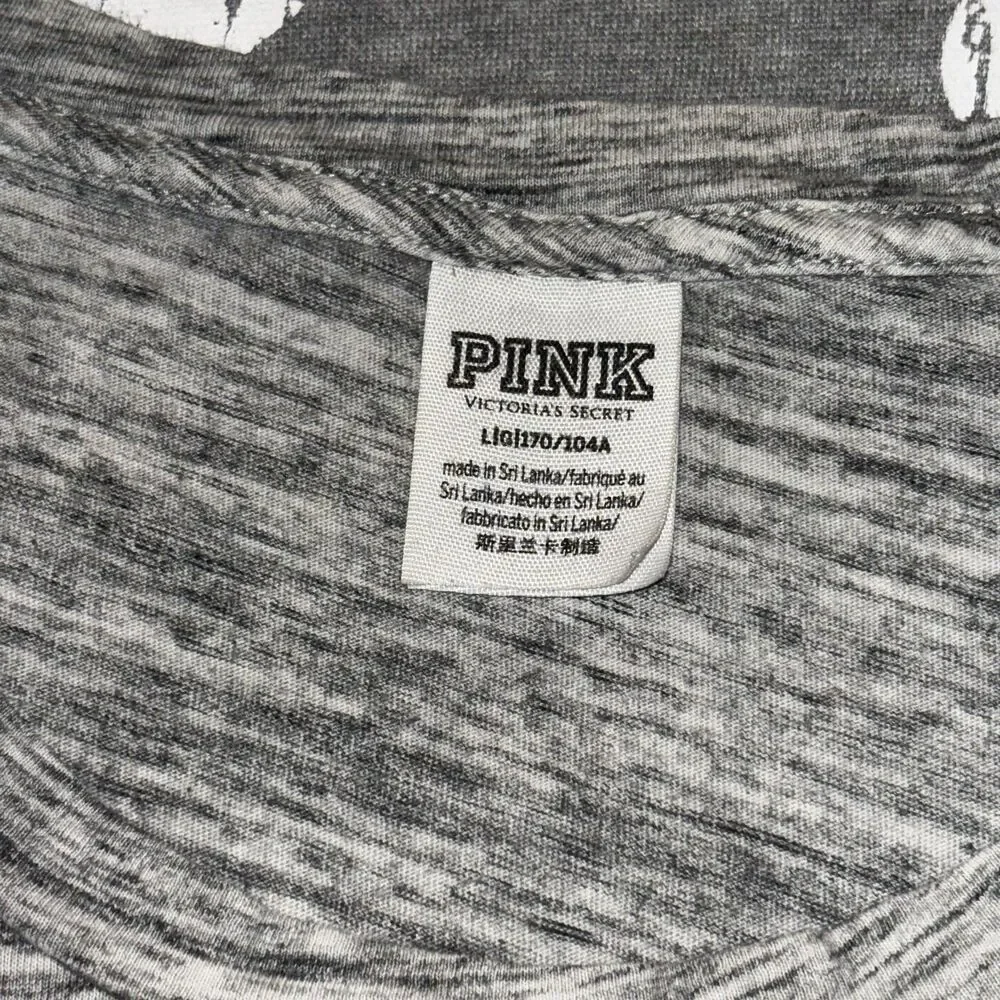 PINK
VICTORIA'S SECRET
L|G|170/104A
made in Sri Lanka/fabriqué au
Sri Lanka/hecho en Sri Lanka/
fabbricato in Sri Lanka/
斯里兰卡制造